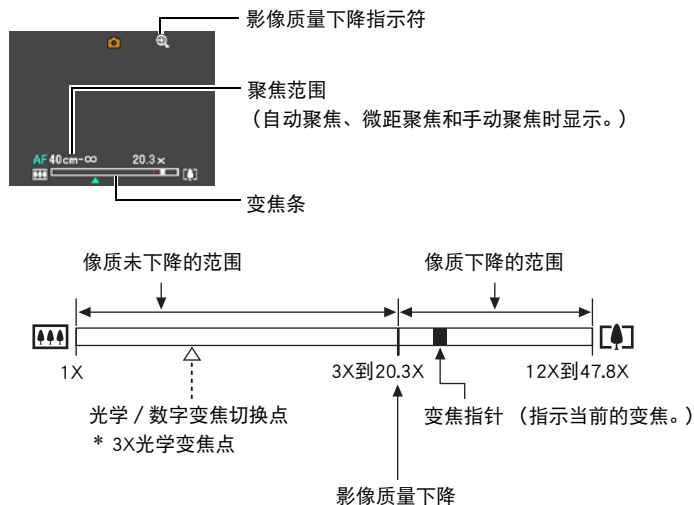 影像质量下降指示符
聚焦范围
（自动聚焦、微距聚焦和手动聚焦时显示。）
AF 40cm-∞ 20.3x
变焦条
像质未下降的范围 像质下降的范围
1X 3X到20.3X 12X到47.8X
光学 / 数字变焦切换点
* 3X光学变焦点
变焦指针 （指示当前的变焦。）
影像质量下降